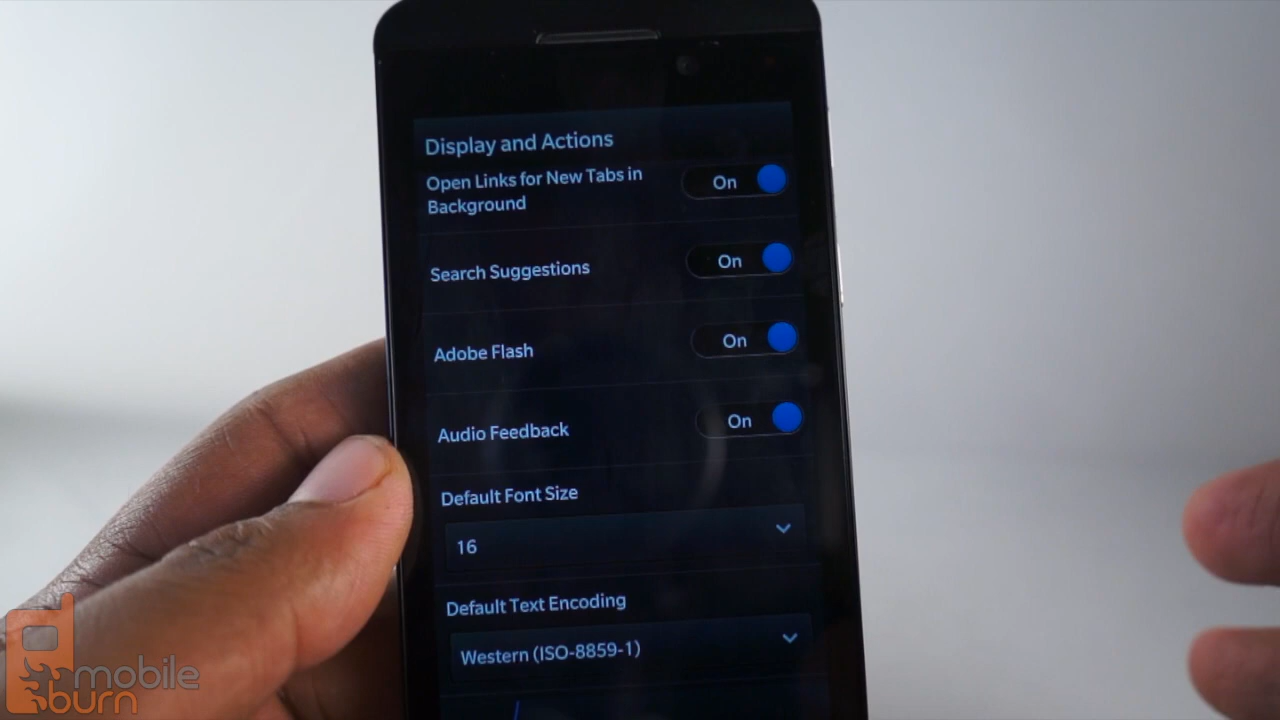 Display and Actions
Open Links for New Tabs in
Background
On
Search Suggestions
On
Adobe Flash
On
Audio Feedback
On
Default Font Size
16
Default Text Encoding
Western (ISO-8859-1)
mobile
burn